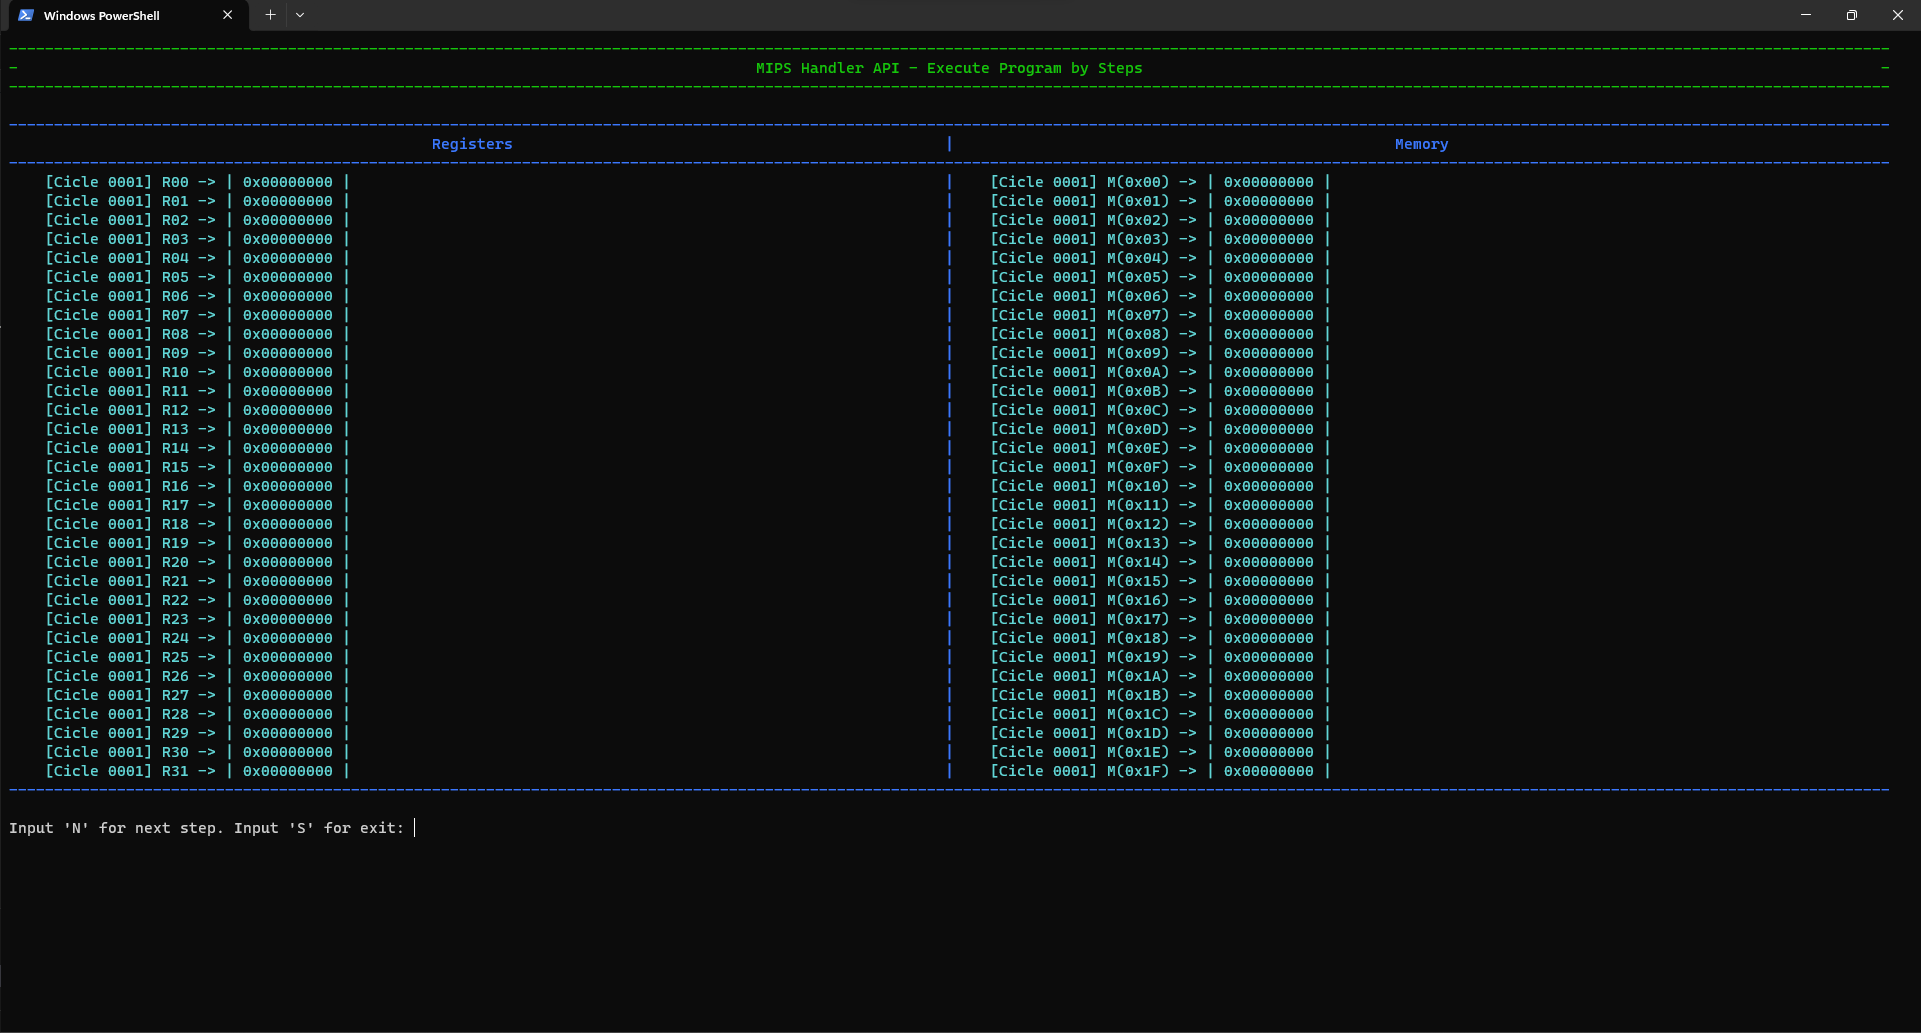 Windows PowerShell
- MIPS Handler API - Execute Program by Steps -
Registers | Memory
[Cicle 0001] R00 -> | 0x00000000 | | [Cicle 0001] M(0x00) -> | 0x00000000 |
[Cicle 0001] R01 -> | 0x00000000 | | [Cicle 0001] M(0x01) -> | 0x00000000 |
[Cicle 0001] R02 -> | 0x00000000 | | [Cicle 0001] M(0x02) -> | 0x00000000 |
[Cicle 0001] R03 -> | 0x00000000 | | [Cicle 0001] M(0x03) -> | 0x00000000 |
[Cicle 0001] R04 -> | 0x00000000 | | [Cicle 0001] M(0x04) -> | 0x00000000 |
[Cicle 0001] R05 -> | 0x00000000 | | [Cicle 0001] M(0x05) -> | 0x00000000 |
[Cicle 0001] R06 -> | 0x00000000 | | [Cicle 0001] M(0x06) -> | 0x00000000 |
[Cicle 0001] R07 -> | 0x00000000 | | [Cicle 0001] M(0x07) -> | 0x00000000 |
[Cicle 0001] R08 -> | 0x00000000 | | [Cicle 0001] M(0x08) -> | 0x00000000 |
[Cicle 0001] R09 -> | 0x00000000 | | [Cicle 0001] M(0x09) -> | 0x00000000 |
[Cicle 0001] R10 -> | 0x00000000 | | [Cicle 0001] M(0x0A) -> | 0x00000000 |
[Cicle 0001] R11 -> | 0x00000000 | | [Cicle 0001] M(0x0B) -> | 0x00000000 |
[Cicle 0001] R12 -> | 0x00000000 | | [Cicle 0001] M(0x0C) -> | 0x00000000 |
[Cicle 0001] R13 -> | 0x00000000 | | [Cicle 0001] M(0x0D) -> | 0x00000000 |
[Cicle 0001] R14 -> | 0x00000000 | | [Cicle 0001] M(0x0E) -> | 0x00000000 |
[Cicle 0001] R15 -> | 0x00000000 | | [Cicle 0001] M(0x0F) -> | 0x00000000 |
[Cicle 0001] R16 -> | 0x00000000 | | [Cicle 0001] M(0x10) -> | 0x00000000 |
[Cicle 0001] R17 -> | 0x00000000 | | [Cicle 0001] M(0x11) -> | 0x00000000 |
[Cicle 0001] R18 -> | 0x00000000 | | [Cicle 0001] M(0x12) -> | 0x00000000 |
[Cicle 0001] R19 -> | 0x00000000 | | [Cicle 0001] M(0x13) -> | 0x00000000 |
[Cicle 0001] R20 -> | 0x00000000 | | [Cicle 0001] M(0x14) -> | 0x00000000 |
[Cicle 0001] R21 -> | 0x00000000 | | [Cicle 0001] M(0x15) -> | 0x00000000 |
[Cicle 0001] R22 -> | 0x00000000 | | [Cicle 0001] M(0x16) -> | 0x00000000 |
[Cicle 0001] R23 -> | 0x00000000 | | [Cicle 0001] M(0x17) -> | 0x00000000 |
[Cicle 0001] R24 -> | 0x00000000 | | [Cicle 0001] M(0x18) -> | 0x00000000 |
[Cicle 0001] R25 -> | 0x00000000 | | [Cicle 0001] M(0x19) -> | 0x00000000 |
[Cicle 0001] R26 -> | 0x00000000 | | [Cicle 0001] M(0x1A) -> | 0x00000000 |
[Cicle 0001] R27 -> | 0x00000000 | | [Cicle 0001] M(0x1B) -> | 0x00000000 |
[Cicle 0001] R28 -> | 0x00000000 | | [Cicle 0001] M(0x1C) -> | 0x00000000 |
[Cicle 0001] R29 -> | 0x00000000 | | [Cicle 0001] M(0x1D) -> | 0x00000000 |
[Cicle 0001] R30 -> | 0x00000000 | | [Cicle 0001] M(0x1E) -> | 0x00000000 |
[Cicle 0001] R31 -> | 0x00000000 | | [Cicle 0001] M(0x1F) -> | 0x00000000 |
Input 'N' for next step. Input 'S' for exit: